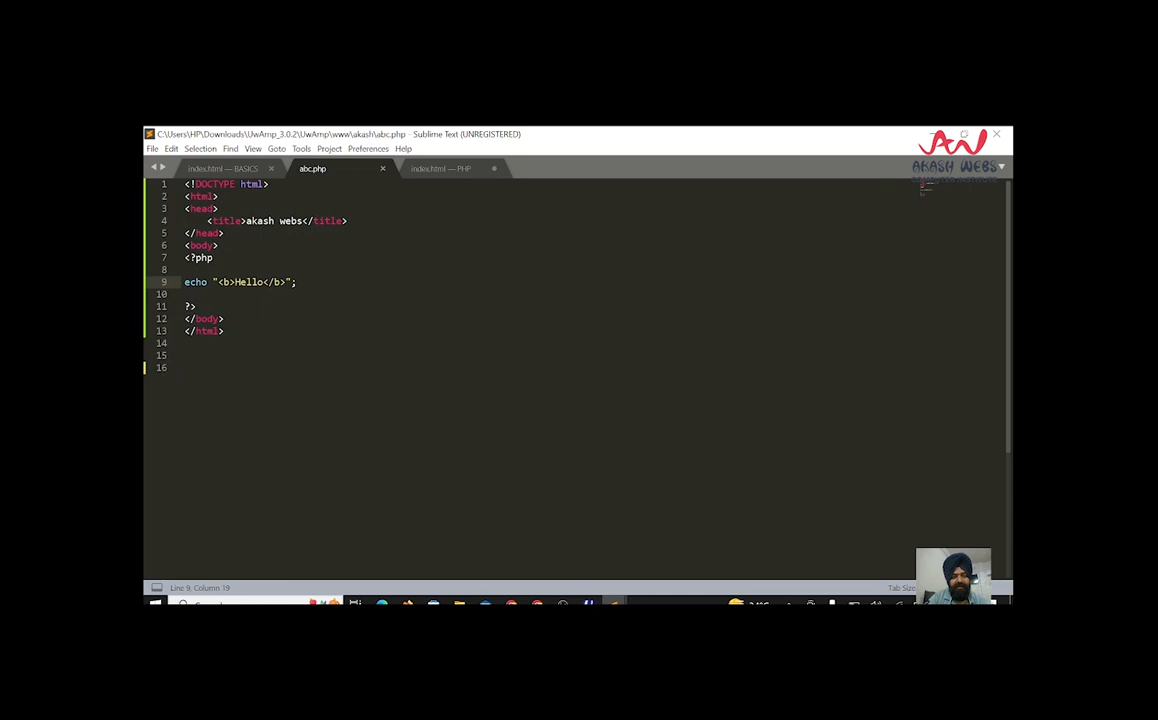 C:\Users\HP\Downloads\UwAmp_3.0.2\UwAmp\www\akash\abc.php - Sublime Text (UNREGISTERED)
File Edit Selection Find View Goto Tools Project Preferences Help
AKASH WEBS
index.html — BASICS abc.php index.html — PHP
1 <!DOCTYPE html>
2 <html>
3 <head>
4 <title>akash webs</title>
5 </head>
6 <body>
7 <?php
8
9 echo "<b>Hello</b>";
10
11 ?>
12 </body>
13 </html>
14
15
16
Line 9, Column 19
Tab Size